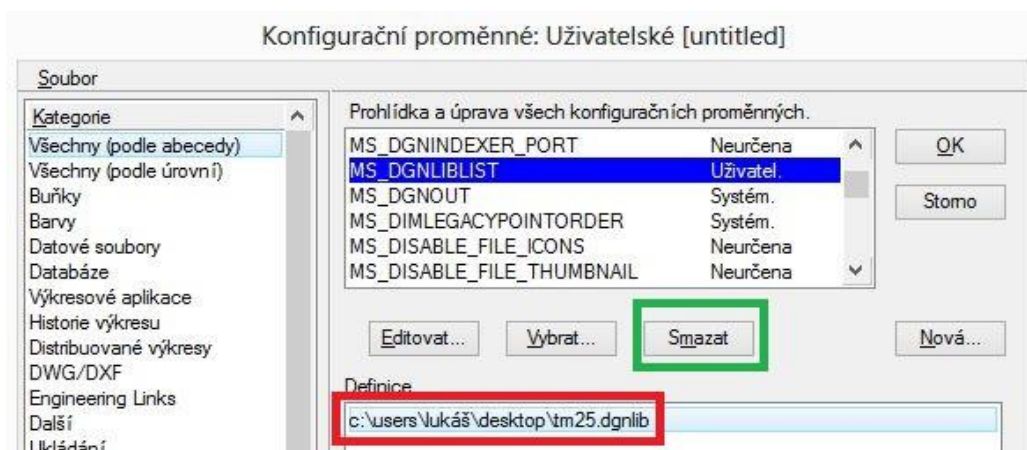 Konfigurační proměnné: Uživatelské [untitled]
Soubor
Kategorie
Všechny (podle abecedy)
Všechny (podle úrovní)
Buňky
Barvy
Datové soubory
Databáze
Výkresové aplikace
Historie výkresu
Distribuované výkresy
DWG/DXF
Engineering Links
Další
Ukládání
Prohlídka a úprava všech konfiguračních proměnných.
MS_DGNINDEXER_PORT Neurčena
MS_DGNLIBLIST Uživatel.
MS_DGNOUT Systém.
MS_DIMLEGACYPOINTORDER Systém.
MS_DISABLE_FILE_ICONS Neurčena
MS_DISABLE_FILE_THUMBNAIL Neurčena
OK
Storno
Editovat... Vybrat... Smazat Nová...
Definice
c:\users\lukáš\desktop\tm25.dgnlib